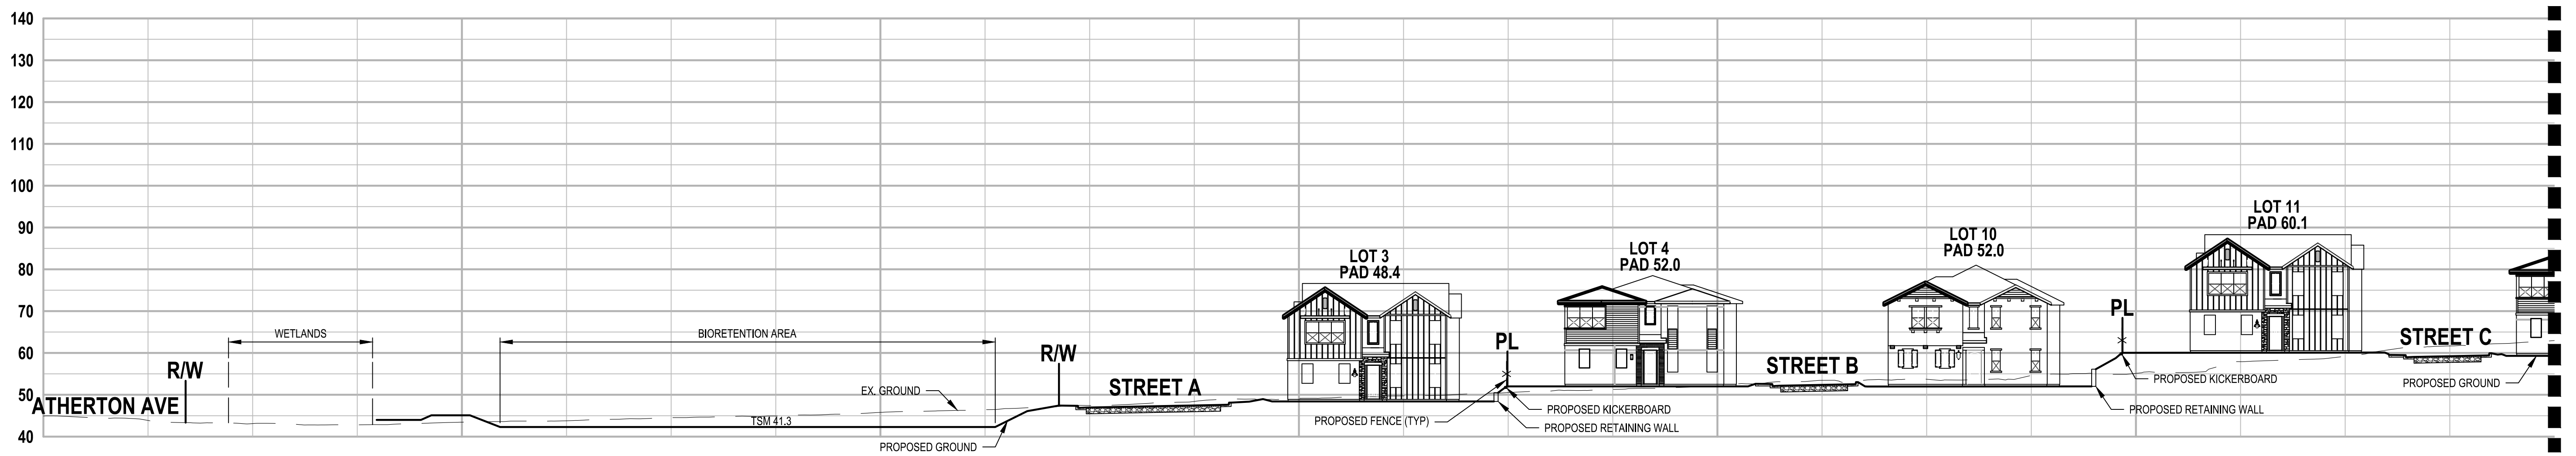 140
130
120
110
100
90
80
70
60
50
40
ATHERTON AVE
R/W
WETLANDS
BIORETENTION AREA
TSM 41.3
EX. GROUND
PROPOSED GROUND
R/W
STREET A
LOT 3
PAD 48.4
PL
PROPOSED FENCE (TYP)
PROPOSED KICKERBOARD
PROPOSED RETAINING WALL
LOT 4
PAD 52.0
STREET B
LOT 10
PAD 52.0
PL
PROPOSED KICKERBOARD
PROPOSED RETAINING WALL
LOT 11
PAD 60.1
STREET C
PROPOSED GROUND